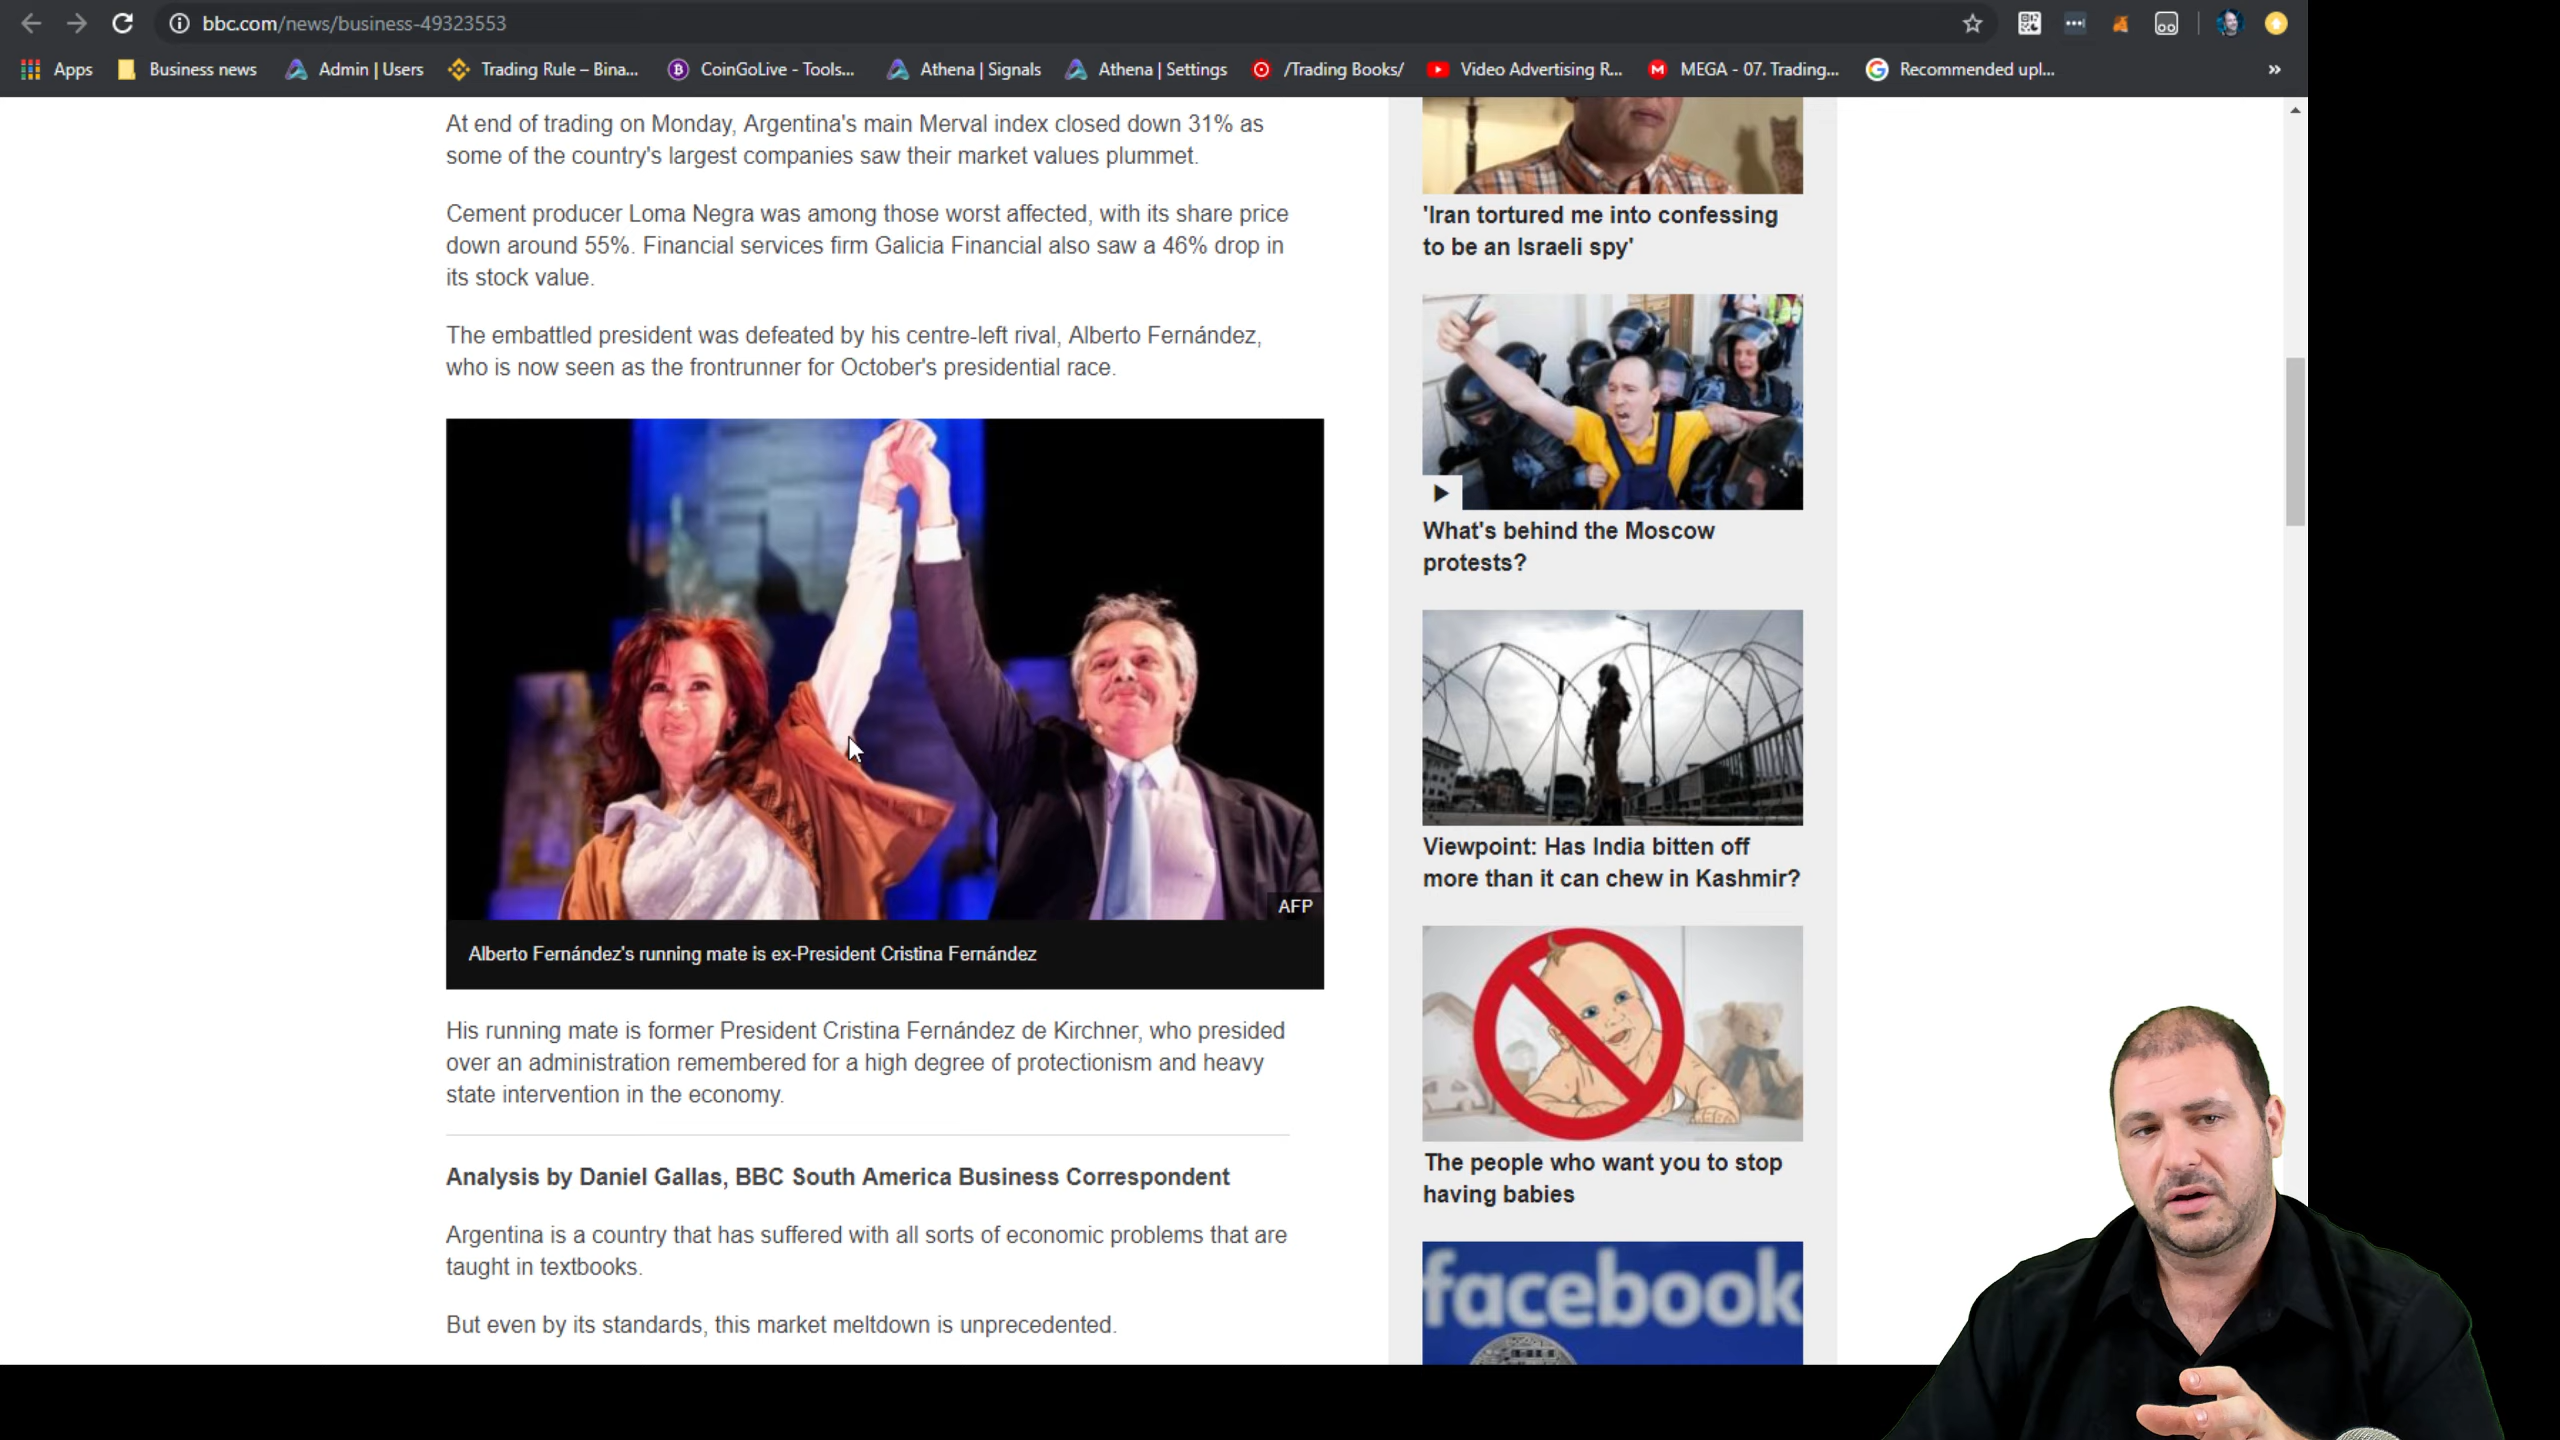 bbc.com/news/business-49323553
Apps
Business news
Admin | Users
Trading Rule – Bina...
CoinGoLive - Tools...
Athena | Signals
Athena | Settings
/Trading Books/
Video Advertising R...
MEGA - 07. Trading...
Recommended upl...
»
At end of trading on Monday, Argentina's main Merval index closed down 31% as
some of the country's largest companies saw their market values plummet.
Cement producer Loma Negra was among those worst affected, with its share price
down around 55%. Financial services firm Galicia Financial also saw a 46% drop in
its stock value.
The embattled president was defeated by his centre-left rival, Alberto Fernández,
who is now seen as the frontrunner for October's presidential race.
AFP
Alberto Fernández's running mate is ex-President Cristina Fernández
His running mate is former President Cristina Fernández de Kirchner, who presided
over an administration remembered for a high degree of protectionism and heavy
state intervention in the economy.
Analysis by Daniel Gallas, BBC South America Business Correspondent
Argentina is a country that has suffered with all sorts of economic problems that are
taught in textbooks.
But even by its standards, this market meltdown is unprecedented.
'Iran tortured me into confessing
to be an Israeli spy'
What's behind the Moscow
protests?
Viewpoint: Has India bitten off
more than it can chew in Kashmir?
The people who want you to stop
having babies
facebook